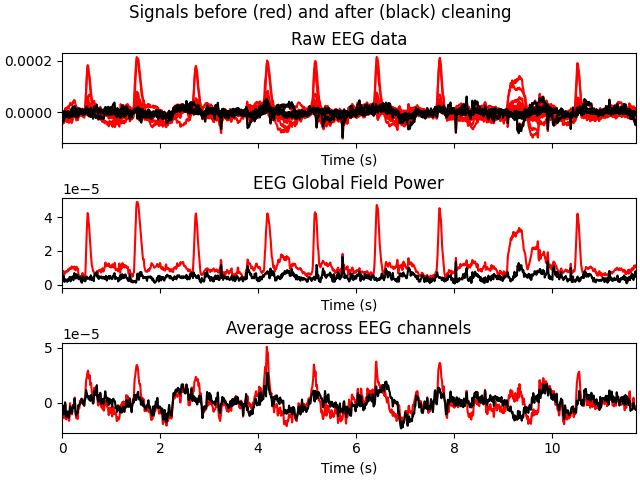 Signals before (red) and after (black) cleaning
Raw EEG data
0.0002
0.0000
Time (s)
EEG Global Field Power
1e−5
4
2
0
Time (s)
Average across EEG channels
1e−5
5
0
0 2 4 6 8 10
Time (s)